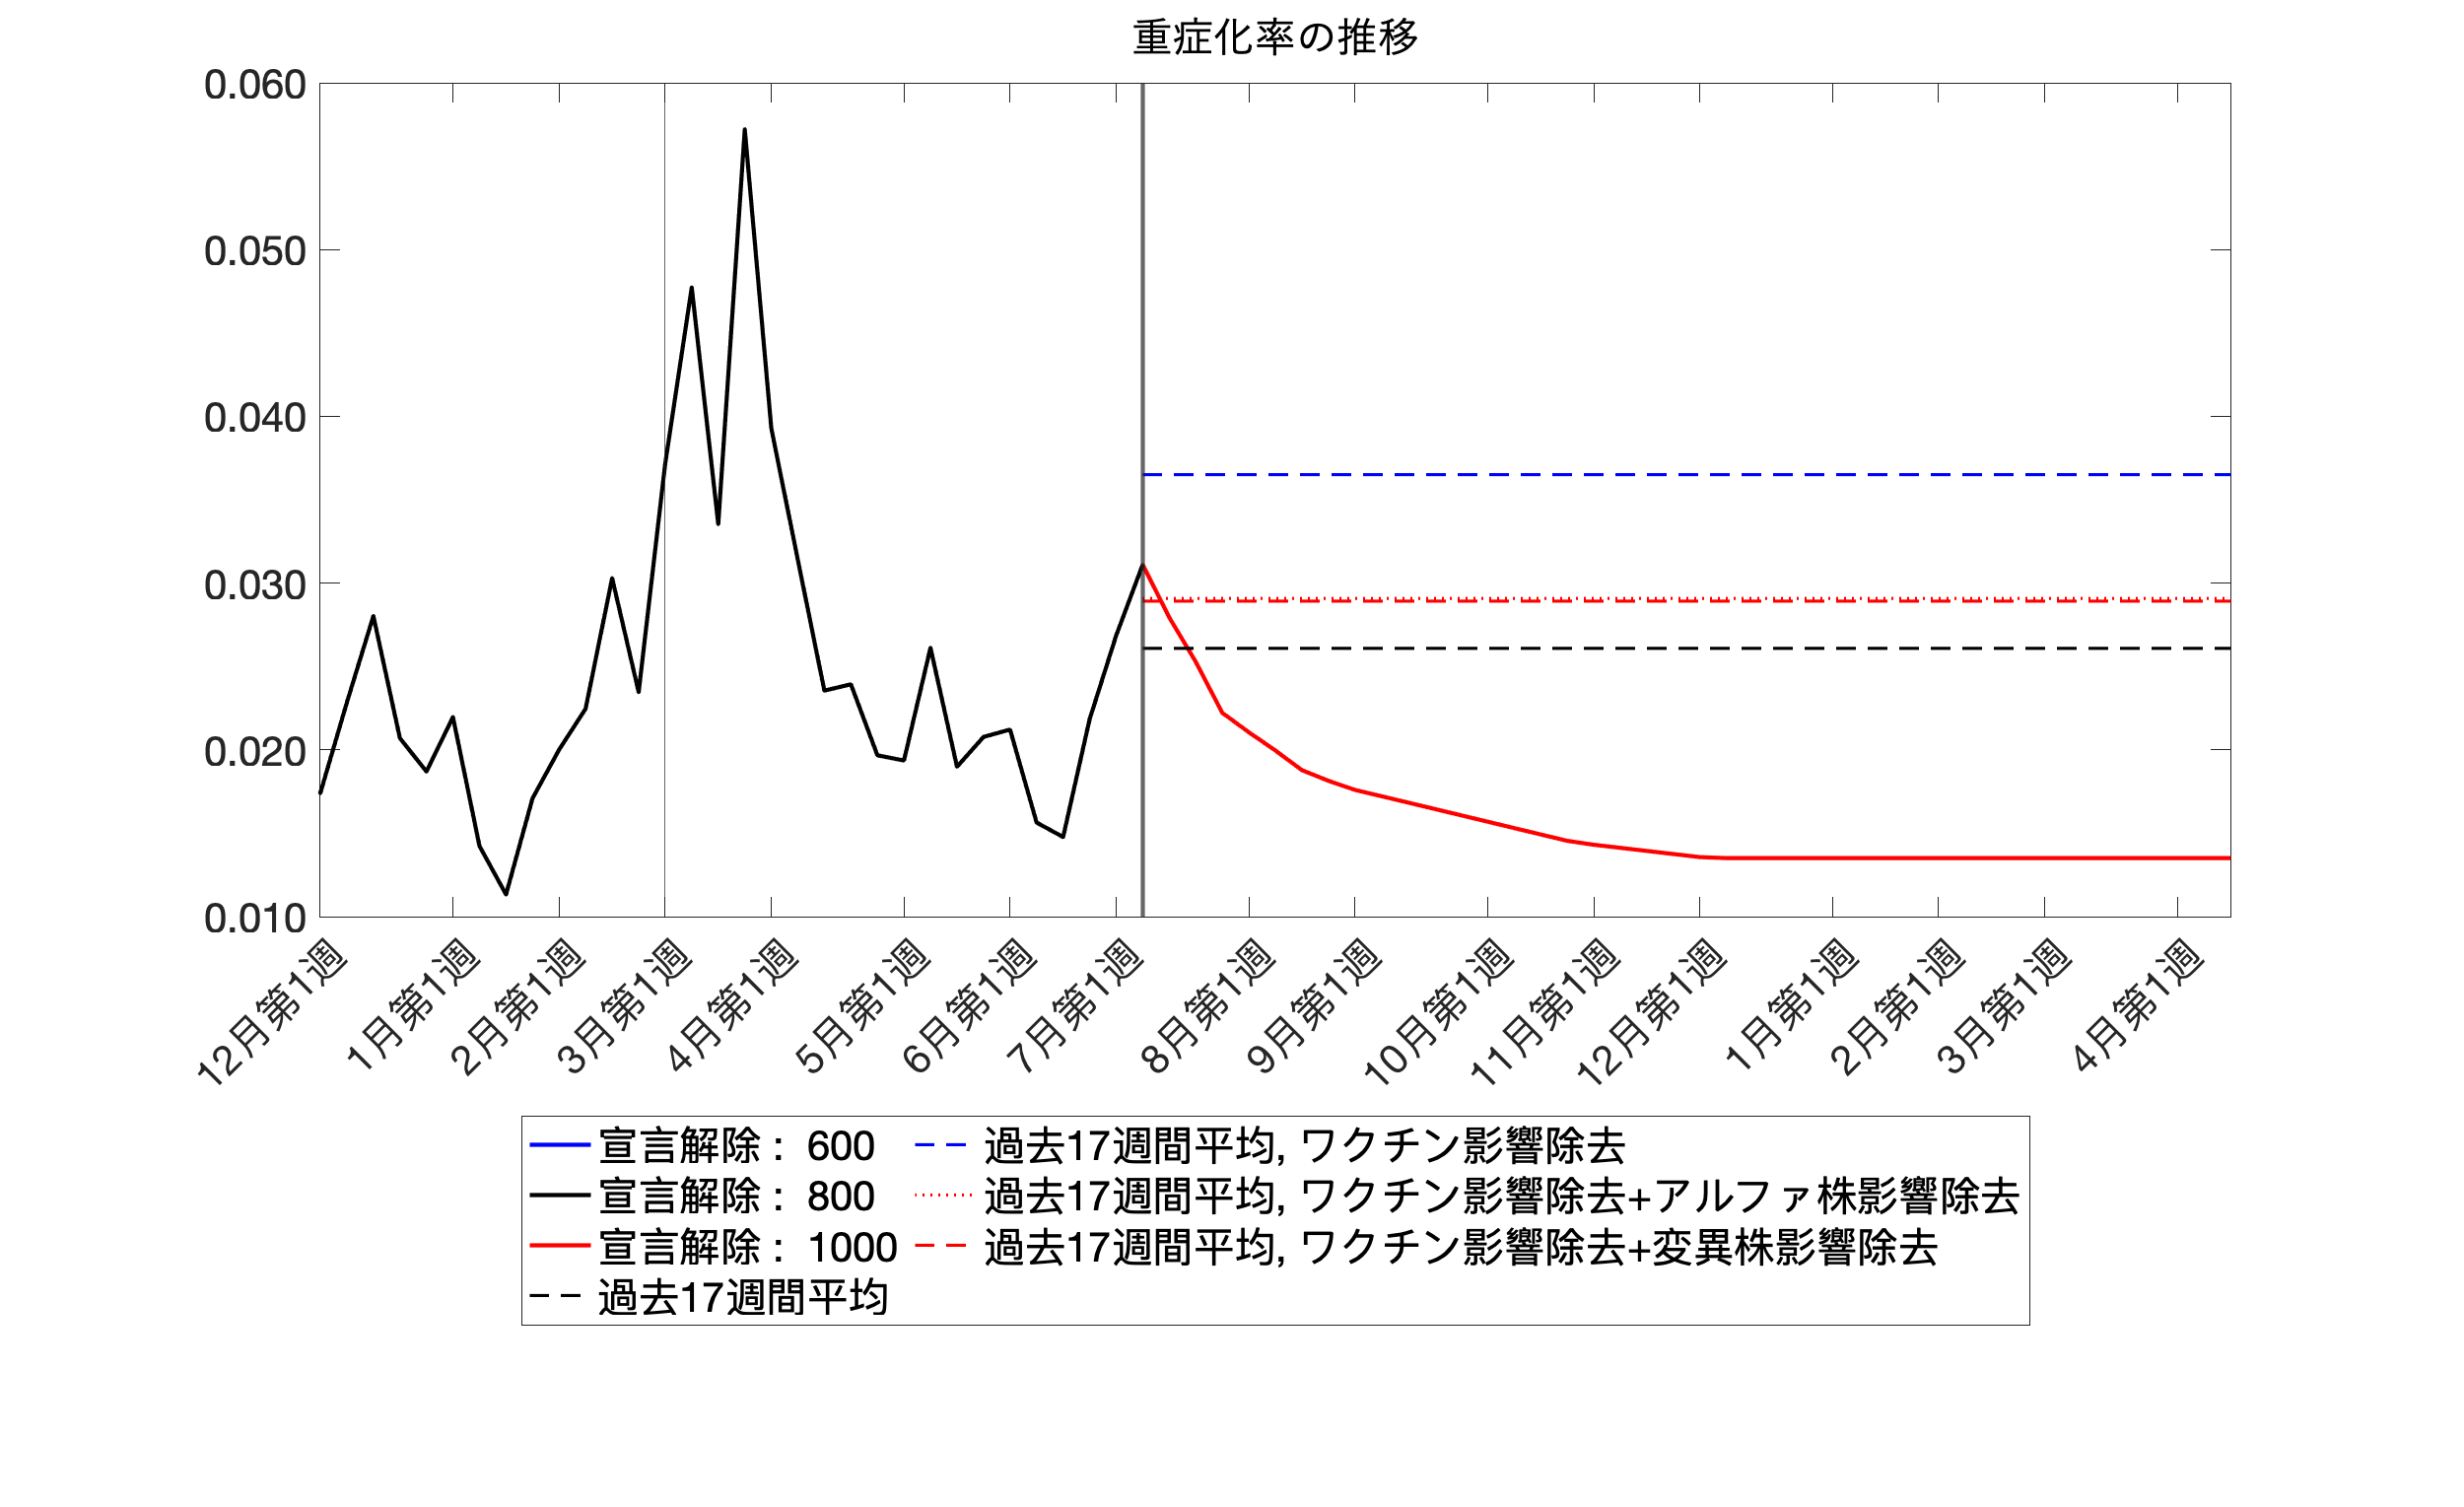 重症化率の推移
0.060
0.050
0.040
0.030
0.020
0.010
12月第1週
1月第1週
2月第1週
3月第1週
4月第1週
5月第1週
6月第1週
7月第1週
8月第1週
9月第1週
10月第1週
11月第1週
12月第1週
1月第1週
2月第1週
3月第1週
4月第1週
宣言解除：600
宣言解除：800
宣言解除：1000
過去17週間平均
過去17週間平均, ワクチン影響除去
過去17週間平均, ワクチン影響除去+アルファ株影響除去
過去17週間平均, ワクチン影響除去+変異株影響除去